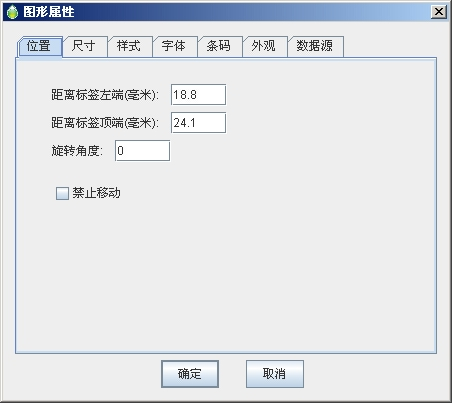 图形属性
位置 尺寸 样式 字体 条码 外观 数据源
距离标签左端(毫米): 18.8
距离标签顶端(毫米): 24.1
旋转角度: 0
禁止移动
确定 取消